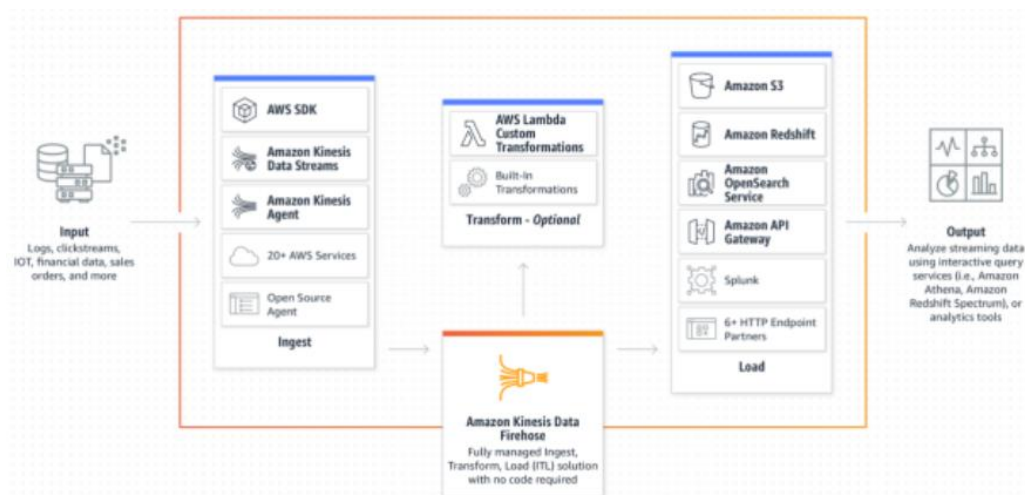 Input
Logs, clickstreams,
IOT, financial data, sales
orders, and more
AWS SDK
Amazon Kinesis
Data Streams
Amazon Kinesis
Agent
20+ AWS Services
Open Source
Agent
Ingest
AWS Lambda
Custom
Transformations
Built-In
Transformations
Transform - Optional
Amazon Kinesis Data
Firehose
Fully managed Ingest,
Transform, Load (ITL) solution
with no code required
Amazon S3
Amazon Redshift
Amazon
OpenSearch
Service
Amazon API
Gateway
Splunk
6+ HTTP Endpoint
Partners
Load
Output
Analyze streaming data
using interactive query
services (i.e., Amazon
Athena, Amazon
Redshift Spectrum), or
analytics tools